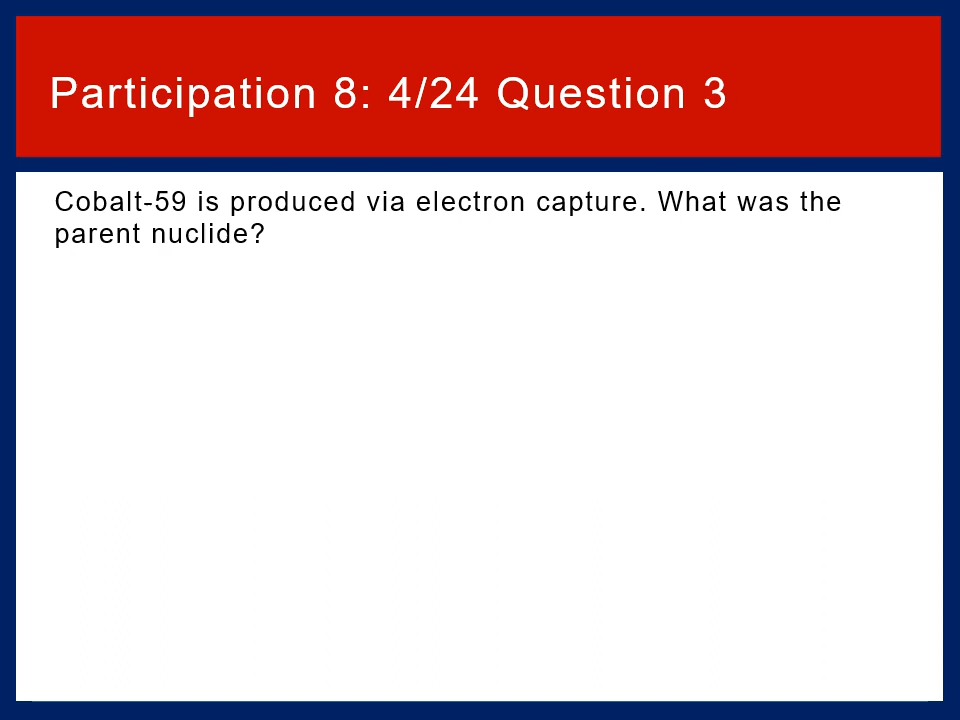 Participation 8: 4/24 Question 3
Cobalt-59 is produced via electron capture. What was the
parent nuclide?